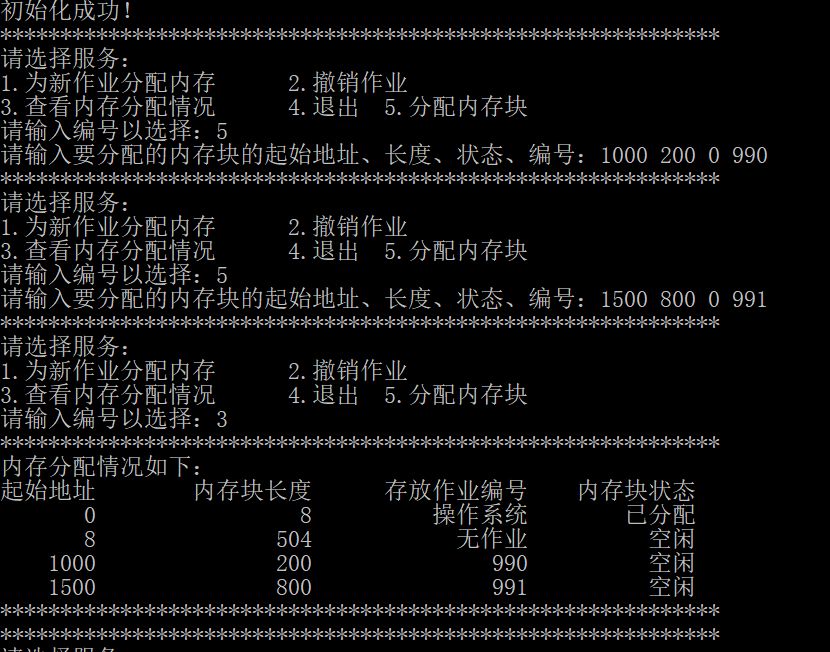 初始化成功!
************************************************************
请选择服务:
1.为新作业分配内存      2.撤销作业
3.查看内存分配情况      4.退出  5.分配内存块
请输入编号以选择: 5
请输入要分配的内存块的起始地址、长度、状态、编号: 1000 200 0 990
************************************************************
请选择服务:
1.为新作业分配内存      2.撤销作业
3.查看内存分配情况      4.退出  5.分配内存块
请输入编号以选择: 5
请输入要分配的内存块的起始地址、长度、状态、编号: 1500 800 0 991
************************************************************
请选择服务:
1.为新作业分配内存      2.撤销作业
3.查看内存分配情况      4.退出  5.分配内存块
请输入编号以选择: 3
************************************************************
内存分配情况如下:
起始地址        内存块长度      存放作业编号    内存块状态
0               8          操作系统        已分配
8             504            无作业          空闲
1000             200               990          空闲
1500             800               991          空闲
************************************************************
************************************************************